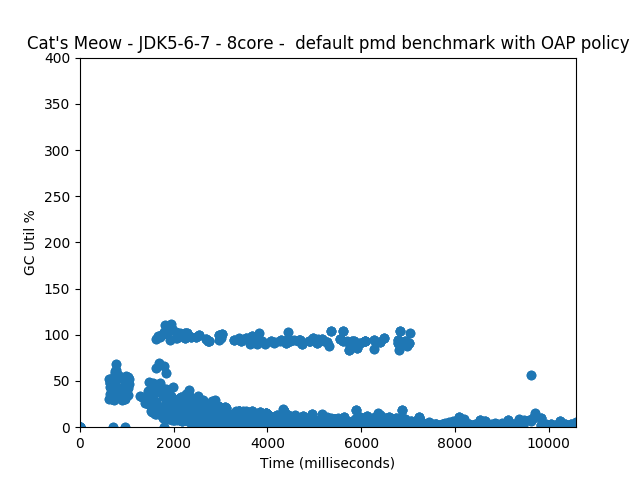 Cat's Meow - JDK5-6-7 - 8core -  default pmd benchmark with OAP policy
400
350
300
250
200
150
100
50
0
GC Util %
0 2000 4000 6000 8000 10000
Time (milliseconds)